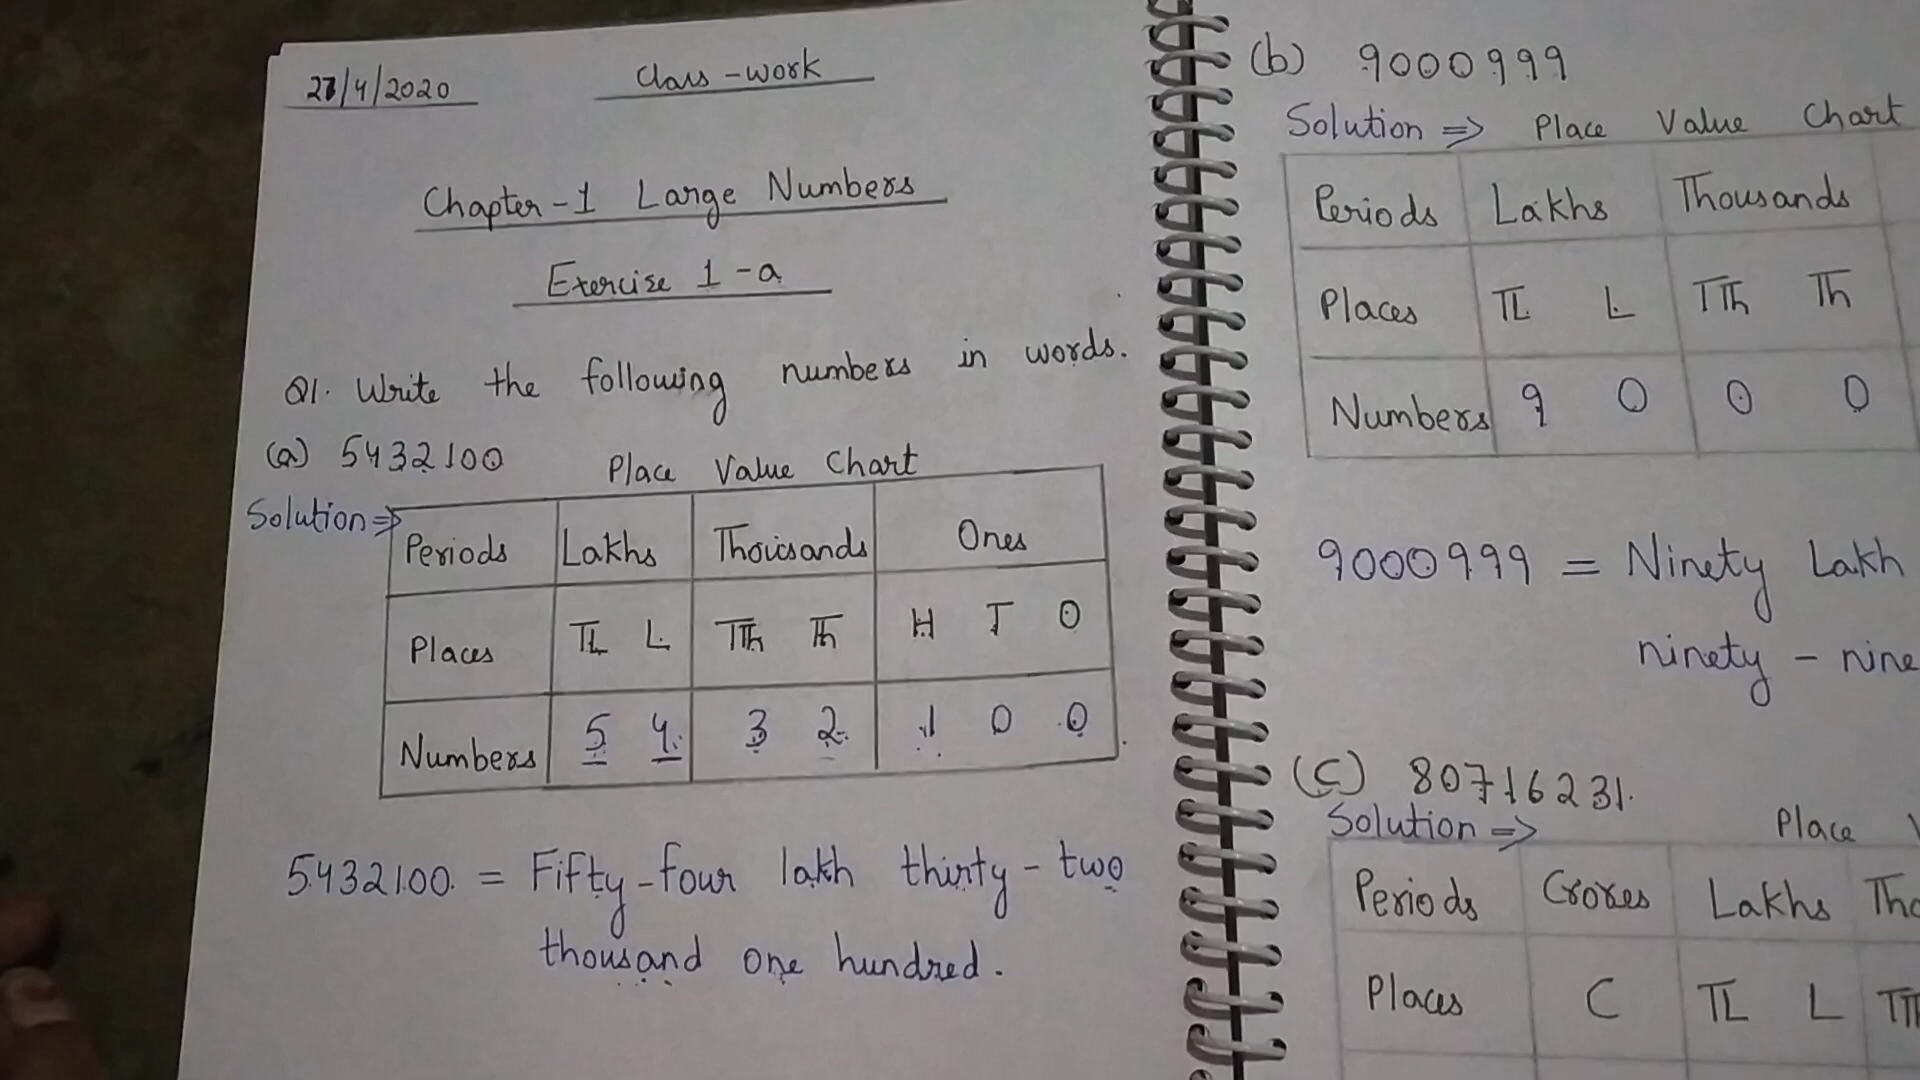 27/4/2020 Class-work
Chapter-1 Large Numbers
Exercise 1-a
Q1. Write the following numbers in words.
(a) 5432100 Place Value Chart
Solution ⇒
Periods Lakhs Thousands Ones
Places TL L TTh Th H T O
Numbers 5 4 3 2 1 0 0
5432100 = Fifty-four lakh thirty-two
thousand one hundred.
(b) 9000999
Solution ⇒ Place Value Chart
Periods Lakhs Thousands
Places TL L TTh Th
Numbers 9 0 0 0
9000999 = Ninety Lakh
ninety-nine
(c) 80716231.
Solution ⇒ Place
Periods Crores Lakhs
Places C TL L